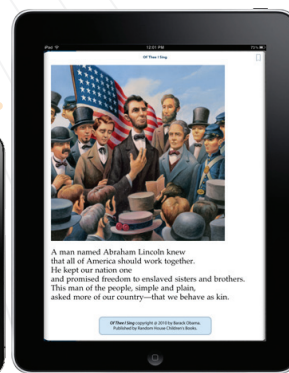 iPad
12:01 PM
Of Thee I Sing
A man named Abraham Lincoln knew
that all of America should work together.
He kept our nation one
and promised freedom to enslaved sisters and brothers.
This man of the people, simple and plain,
asked more of our country—that we behave as kin.
Of Thee I Sing copyright © 2010 by Barack Obama.
Published by Random House Children's Books.